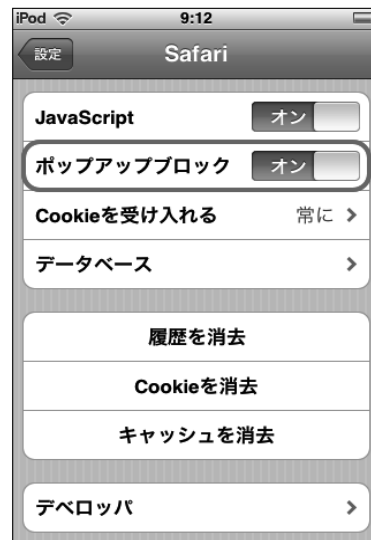 iPod 9:12
設定 Safari
JavaScript オン
ポップアップブロック オン
Cookieを受け入れる 常に
データベース
履歴を消去
Cookieを消去
キャッシュを消去
デベロッパ